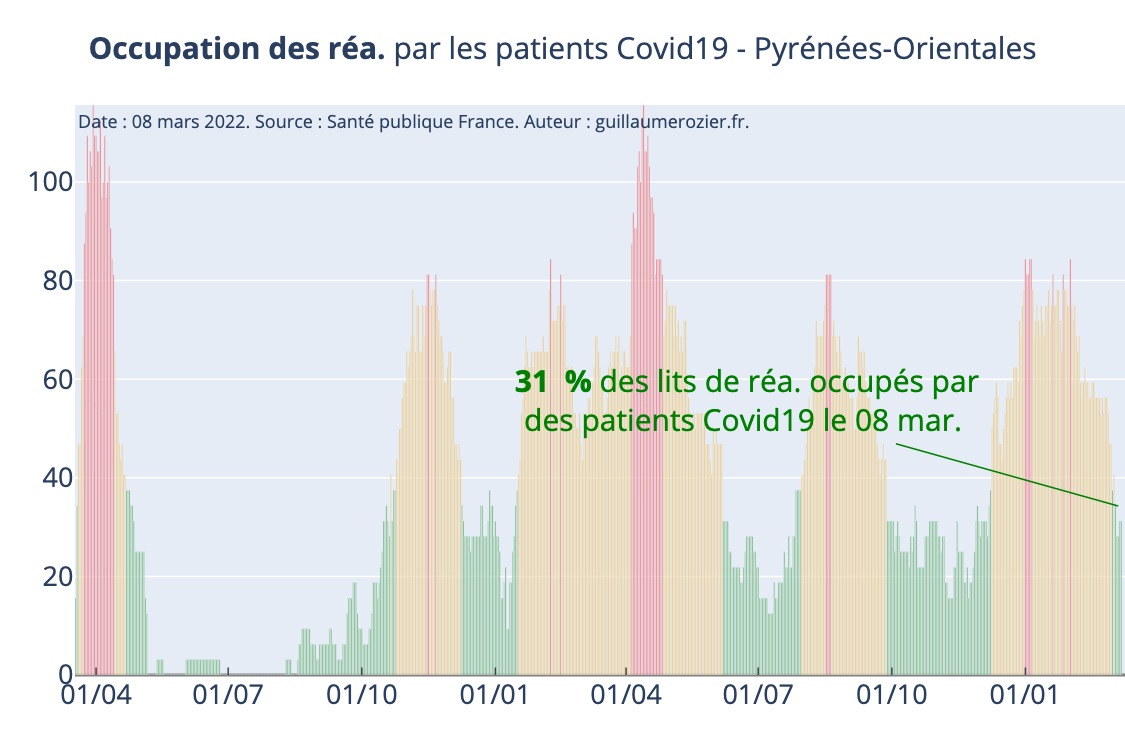 Occupation des réa. par les patients Covid19 - Pyrénées-Orientales
Date : 08 mars 2022. Source : Santé publique France. Auteur : guillaumerozier.fr.
100
80
60
40
20
0
31 % des lits de réa. occupés par
des patients Covid19 le 08 mar.
01/04 01/07 01/10 01/01 01/04 01/07 01/10 01/01